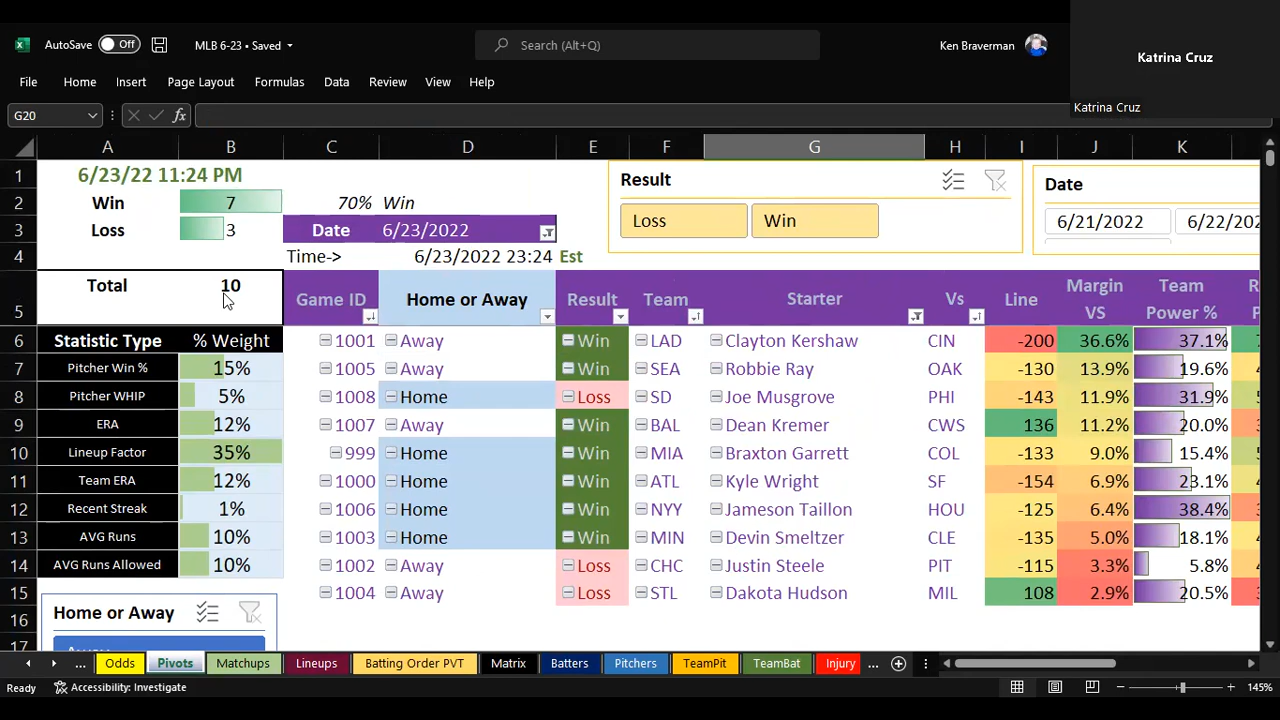 AutoSave Off MLB 6-23 • Saved Search (Alt+Q) Ken Braverman Katrina Cruz
File Home Insert Page Layout Formulas Data Review View Help Katrina Cruz
G20 fx
A B C D E F G H I J K
1 6/23/22 11:24 PM Result Date
2 Win 7 70% Win Loss Win 6/21/2022 6/22/202
3 Loss 3 Date 6/23/2022
4 Time-> 6/23/2022 23:24 Est
5 Total 10 Game ID Home or Away Result Team Starter Vs Line Margin VS Team Power % R
6 Statistic Type % Weight 1001 Away Win LAD Clayton Kershaw CIN -200 36.6% 37.1%
7 Pitcher Win % 15% 1005 Away Win SEA Robbie Ray OAK -130 13.9% 19.6%
8 Pitcher WHIP 5% 1008 Home Loss SD Joe Musgrove PHI -143 11.9% 31.9%
9 ERA 12% 1007 Away Win BAL Dean Kremer CWS 136 11.2% 20.0%
10 Lineup Factor 35% 999 Home Win MIA Braxton Garrett COL -133 9.0% 15.4%
11 Team ERA 12% 1000 Home Win ATL Kyle Wright SF -154 6.9% 23.1%
12 Recent Streak 1% 1006 Home Win NYY Jameson Taillon HOU -125 6.4% 38.4%
13 AVG Runs 10% 1003 Home Win MIN Devin Smeltzer CLE -135 5.0% 18.1%
14 AVG Runs Allowed 10% 1002 Away Loss CHC Justin Steele PIT -115 3.3% 5.8%
15 1004 Away Loss STL Dakota Hudson MIL 108 2.9% 20.5%
16 Home or Away
17
... Odds Pivots Matchups Lineups Batting Order PVT Matrix Batters Pitchers TeamPit TeamBat Injury ...
Ready Accessibility: Investigate 145%